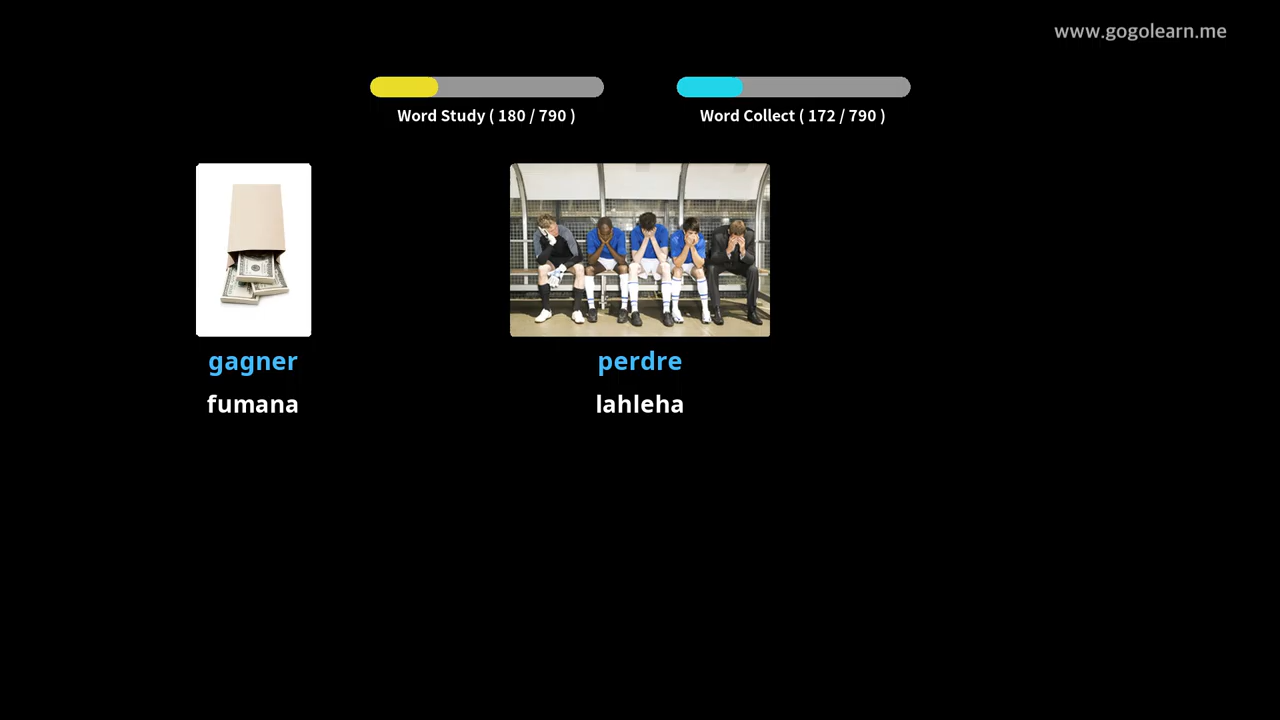 www.gogolearn.me
Word Study ( 180 / 790 )
Word Collect ( 172 / 790 )
gagner
perdre
fumana
lahleha